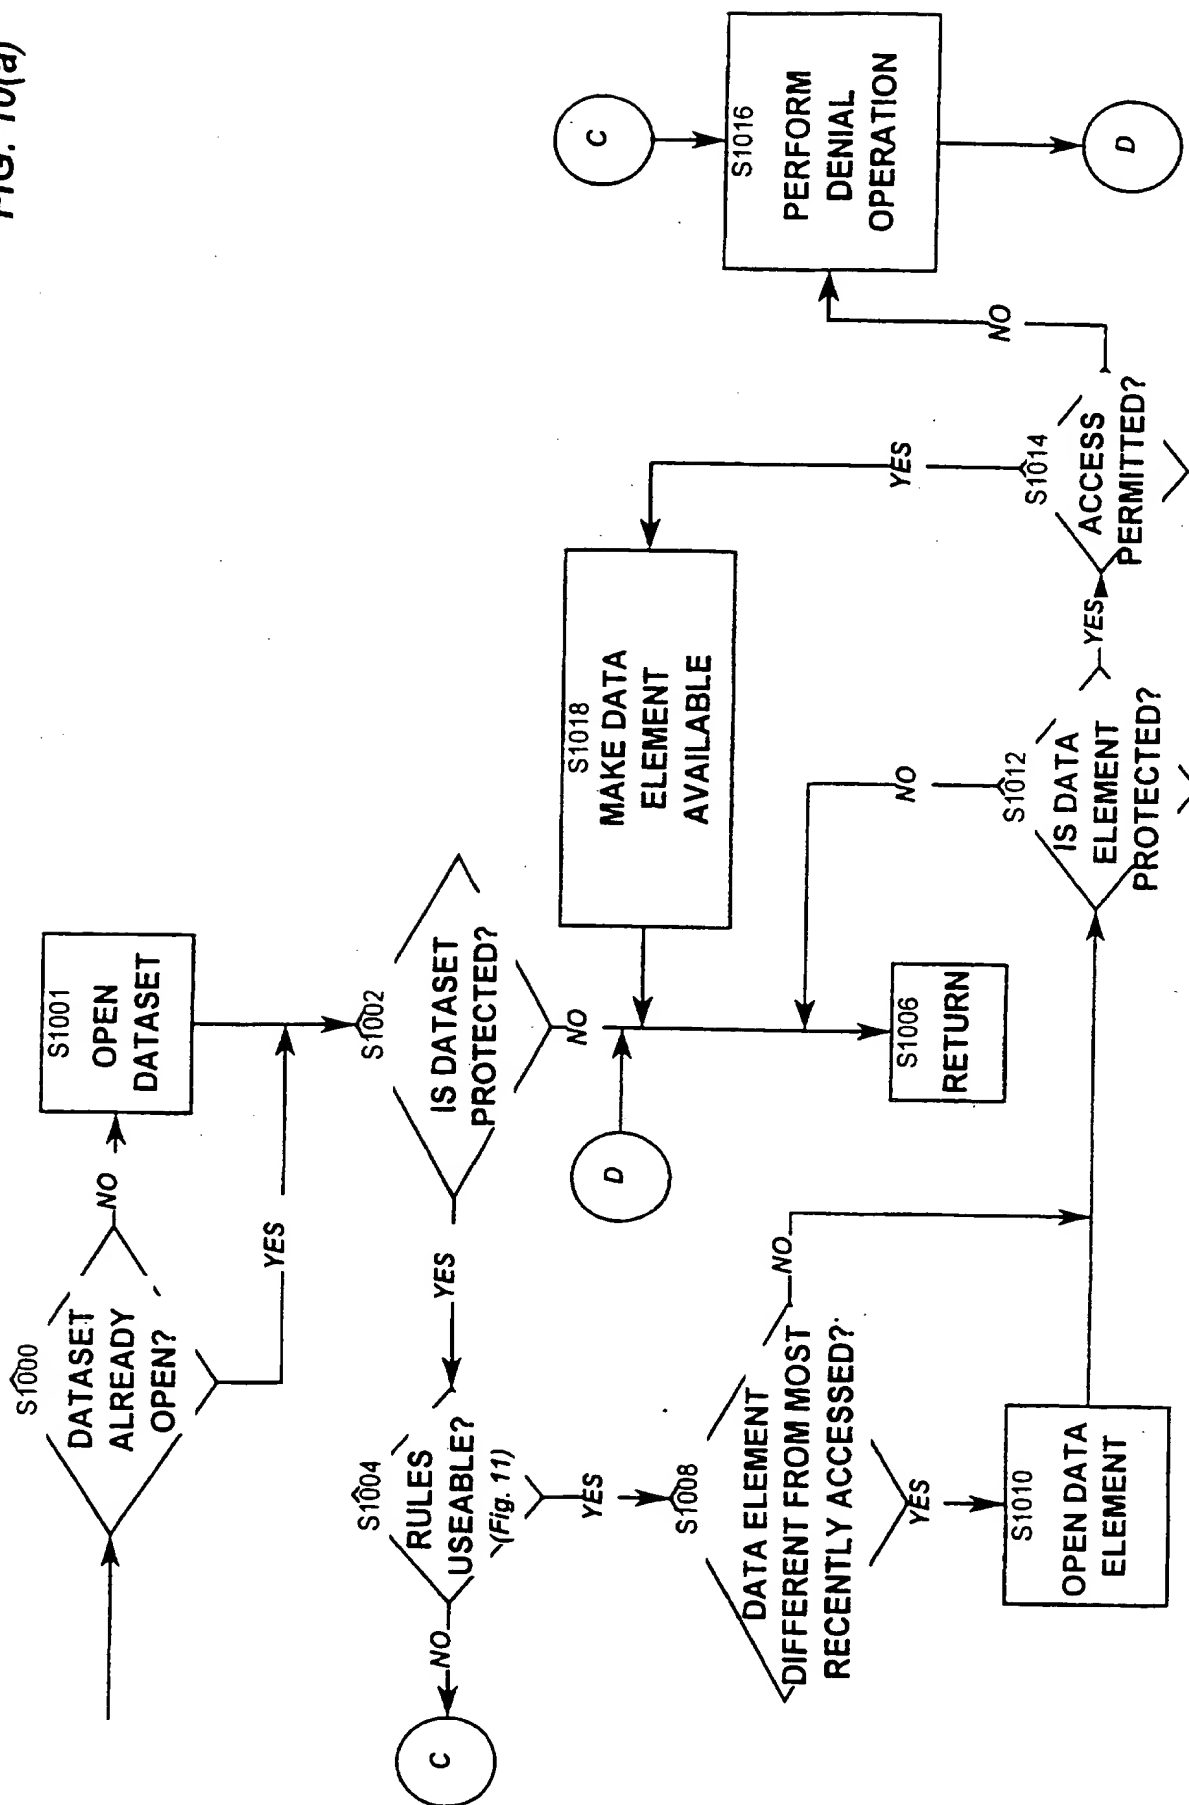 FIG. 10(a)
S1000
DATASET
ALREADY
OPEN?
NO
YES
S1001
OPEN
DATASET
S1002
IS DATASET
PROTECTED?
YES
NO
S1004
RULES
USEABLE?
(Fig. 11)
NO
C
YES
S1008
DATA ELEMENT
DIFFERENT FROM MOST
RECENTLY ACCESSED?
NO
YES
S1010
OPEN DATA
ELEMENT
D
S1006
RETURN
S1018
MAKE DATA
ELEMENT
AVAILABLE
S1012
IS DATA
ELEMENT
PROTECTED?
NO
YES
S1014
ACCESS
PERMITTED?
YES
NO
C
S1016
PERFORM
DENIAL
OPERATION
D